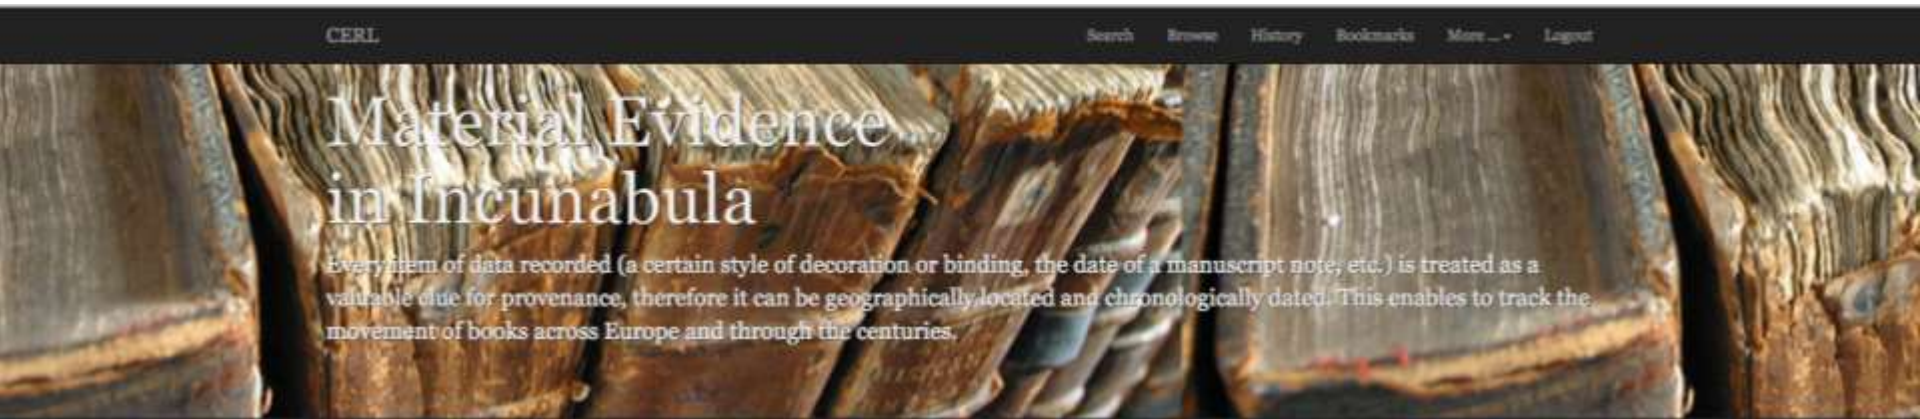 CERL
Search Browse History Bookmarks More ... Logout
Material Evidence
in Incunabula
Every item of data recorded (a certain style of decoration or binding, the date of a manuscript note, etc.) is treated as a
valuable clue for provenance, therefore it can be geographically located and chronologically dated. This enables to track the
movement of books across Europe and through the centuries.